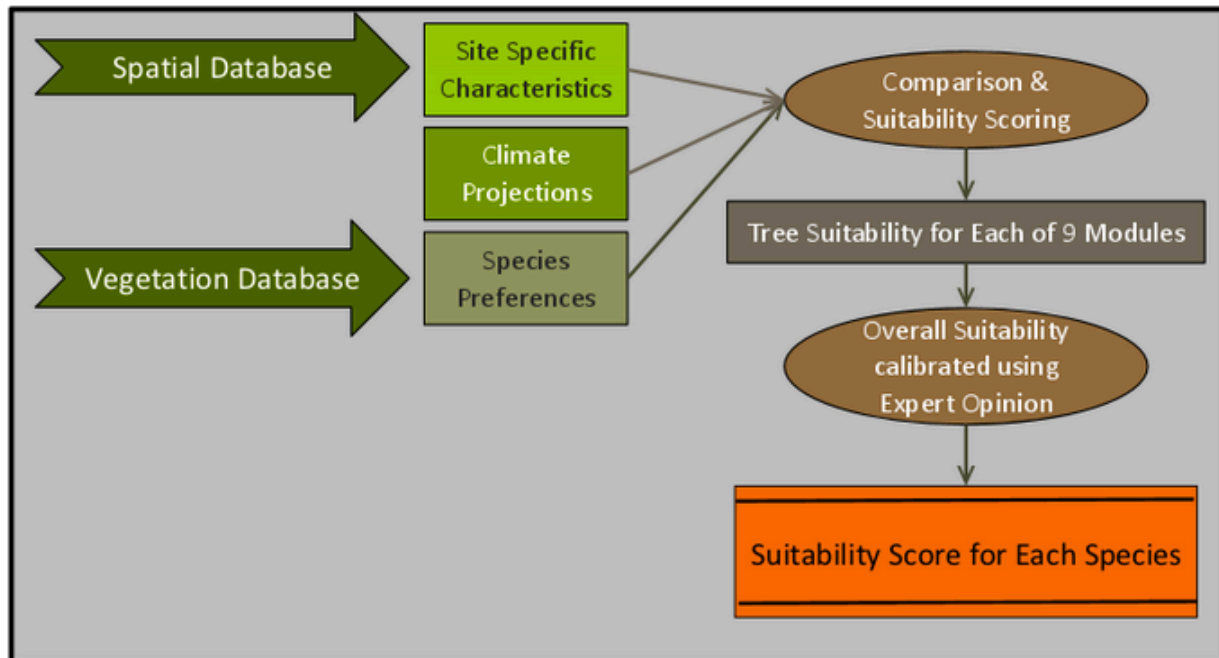 Spatial Database
Site Specific
Characteristics
Climate
Projections
Vegetation Database
Species
Preferences
Comparison &
Suitability Scoring
Tree Suitability for Each of 9 Modules
Overall Suitability
calibrated using
Expert Opinion
Suitability Score for Each Species